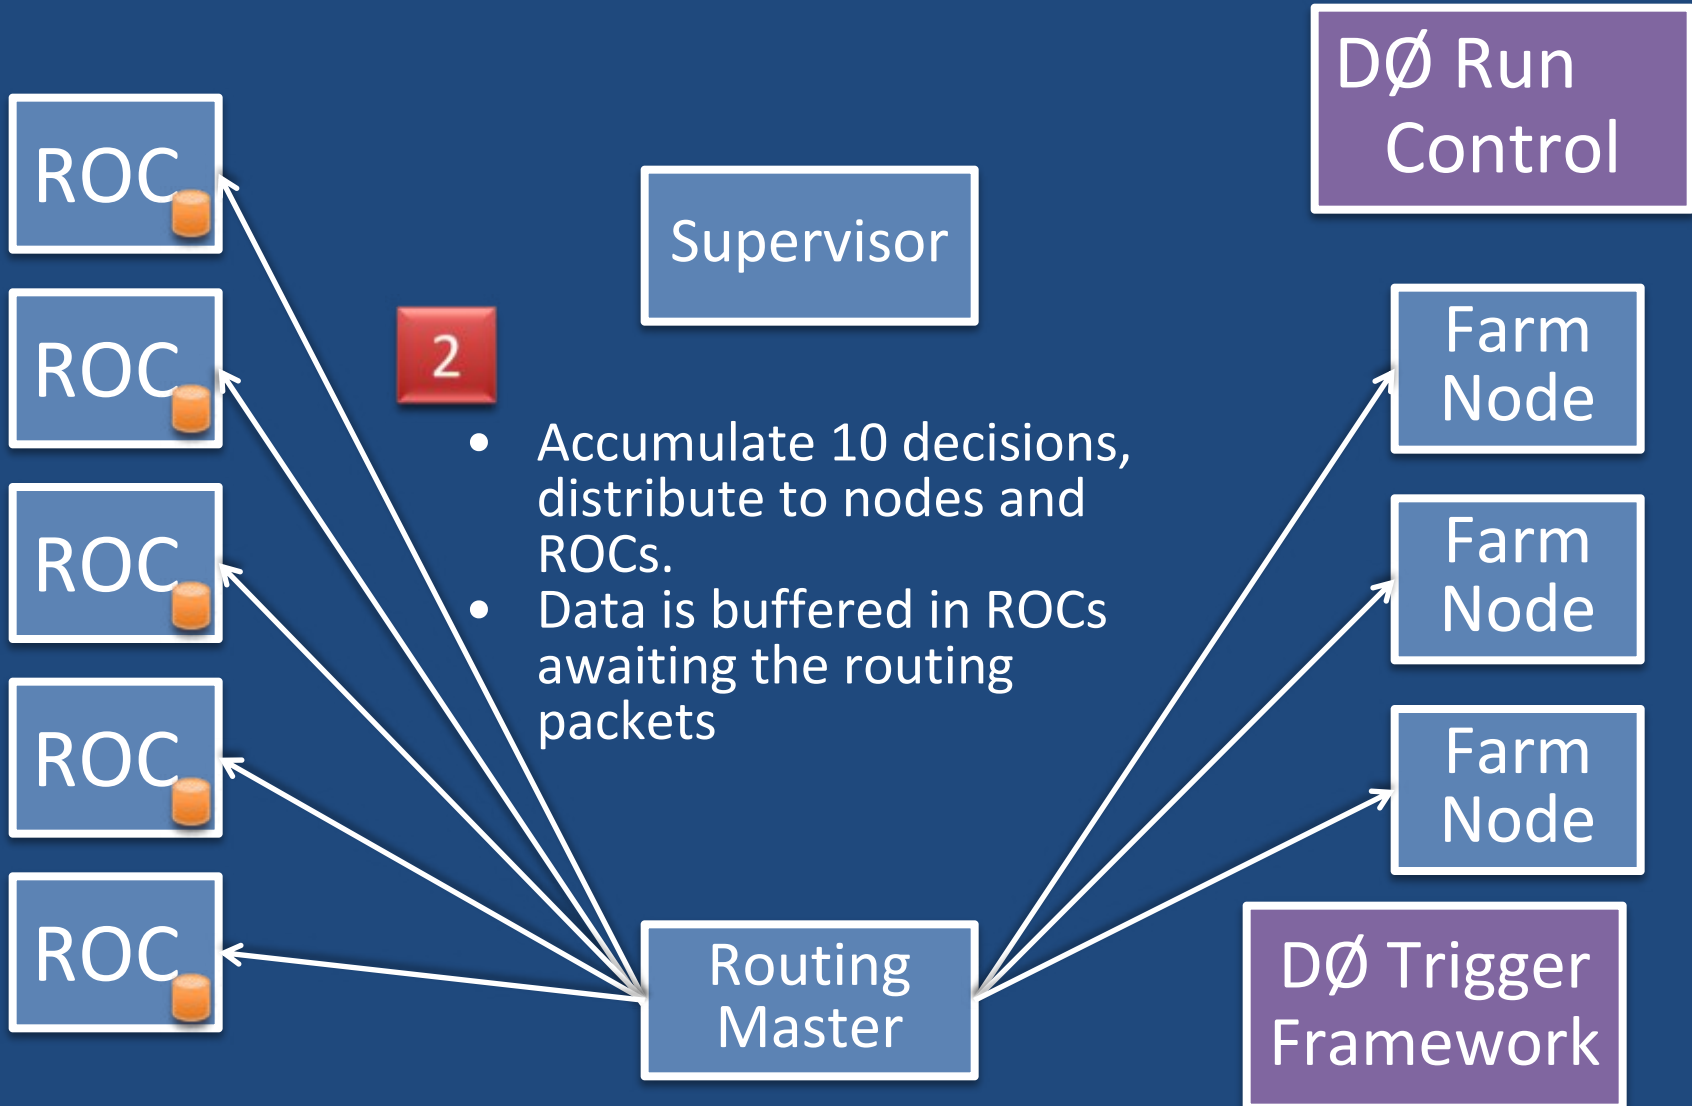 DØ Run
Control
ROC
Supervisor
ROC
2
Farm
Node
• Accumulate 10 decisions,
distribute to nodes and
ROCs.
• Data is buffered in ROCs
awaiting the routing
packets
ROC
Farm
Node
ROC
Farm
Node
ROC
Routing
Master
DØ Trigger
Framework